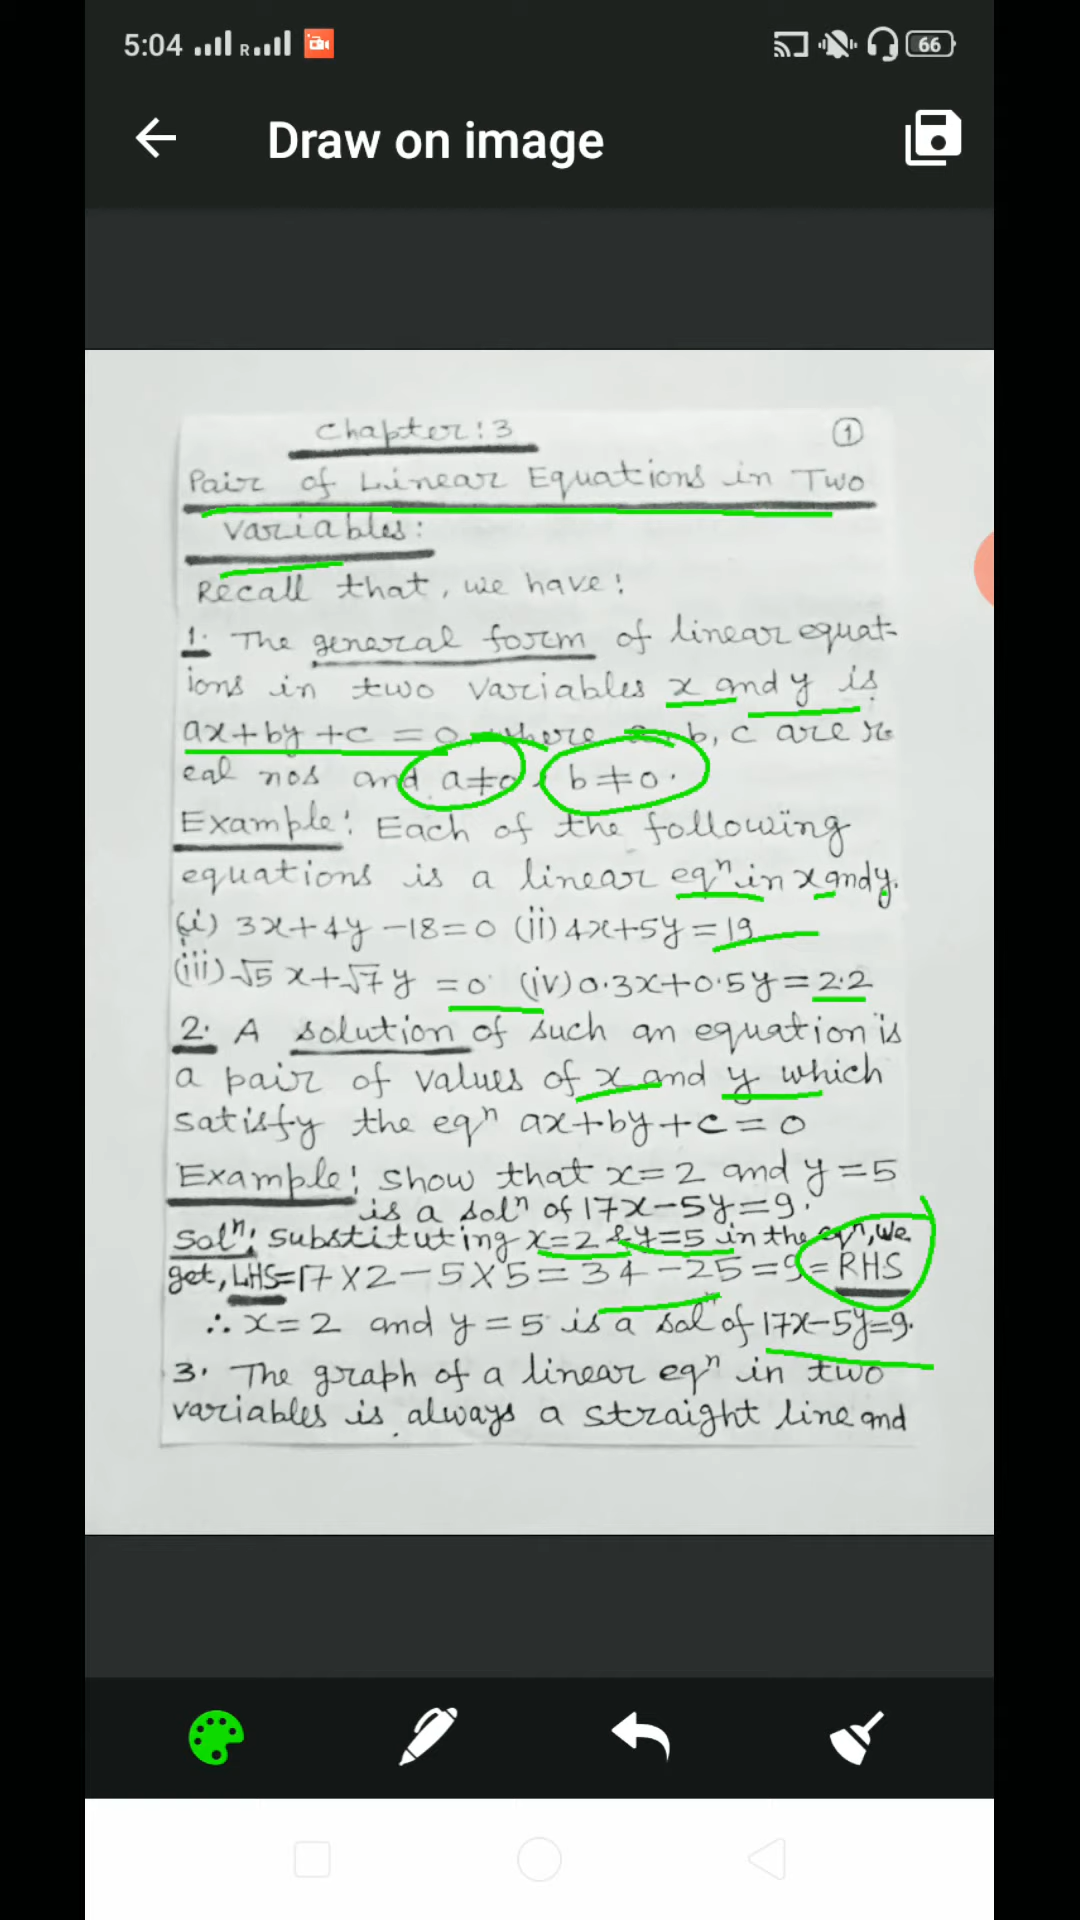 5:04 R 66
Draw on image
Chapter: 3 1
Pair of Linear Equations in Two
Variables:
Recall that, we have!
1. The general form of linear equat-
ions in two variables x and y is
ax+by+c=0, where a, b, c are r
eal nos and a≠0, b≠0.
Example: Each of the following
equations is a linear eqⁿ in x and y.
(i) 3x+4y-18=0 (ii) 4x+5y=19
(iii) √5 x+√7 y =0 (iv) 0.3x+0.5y=2.2
2. A solution of such an equation is
a pair of values of x and y which
satisfy the eqⁿ ax+by+c=0
Example: Show that x=2 and y=5
is a solⁿ of 17x-5y=9.
Solⁿ: Substituting x=2 & y=5 in the eqⁿ, we
get, LHS=17×2-5×5=34-25=9=RHS
∴ x=2 and y=5 is a solⁿ of 17x-5y=9.
3. The graph of a linear eqⁿ in two
variables is always a straight line and